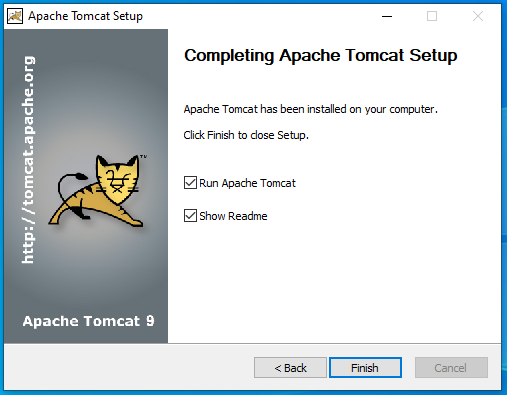 Apache Tomcat Setup
http://tomcat.apache.org
Apache Tomcat 9
Completing Apache Tomcat Setup
Apache Tomcat has been installed on your computer.
Click Finish to close Setup.
Run Apache Tomcat
Show Readme
< Back
Finish
Cancel